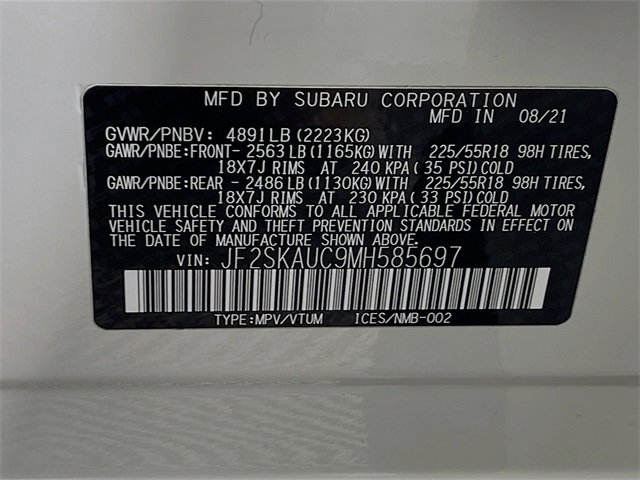 MFD BY SUBARU CORPORATION
MFD IN 08/21
GVWR/PNBV: 4891LB(2223KG)
GAWR/PNBE:FRONT- 2563LB(1165KG)WITH 225/55R18 98H TIRES,
18X7J RIMS AT 240 KPA(35 PSI)COLD
GAWR/PNBE:REAR - 2486LB(1130KG)WITH 225/55R18 98H TIRES,
18X7J RIMS AT 230 KPA(33 PSI)COLD
THIS VEHICLE CONFORMS TO ALL APPLICABLE FEDERAL MOTOR
VEHICLE SAFETY AND THEFT PREVENTION STANDARDS IN EFFECT ON
THE DATE OF MANUFACTURE SHOWN ABOVE.
VIN: JF2SKAUC9MH585697
TYPE:MPV/VTUM ICES/NMB-002